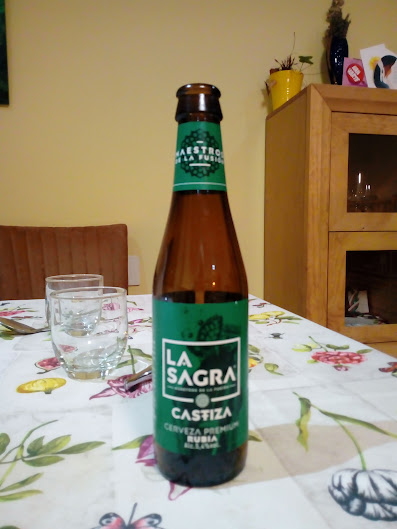 MAESTROS
DE LA FUSIÓN
LA
SAGRA
CASTIZA
CERVEZA PREMIUM
RUBIA